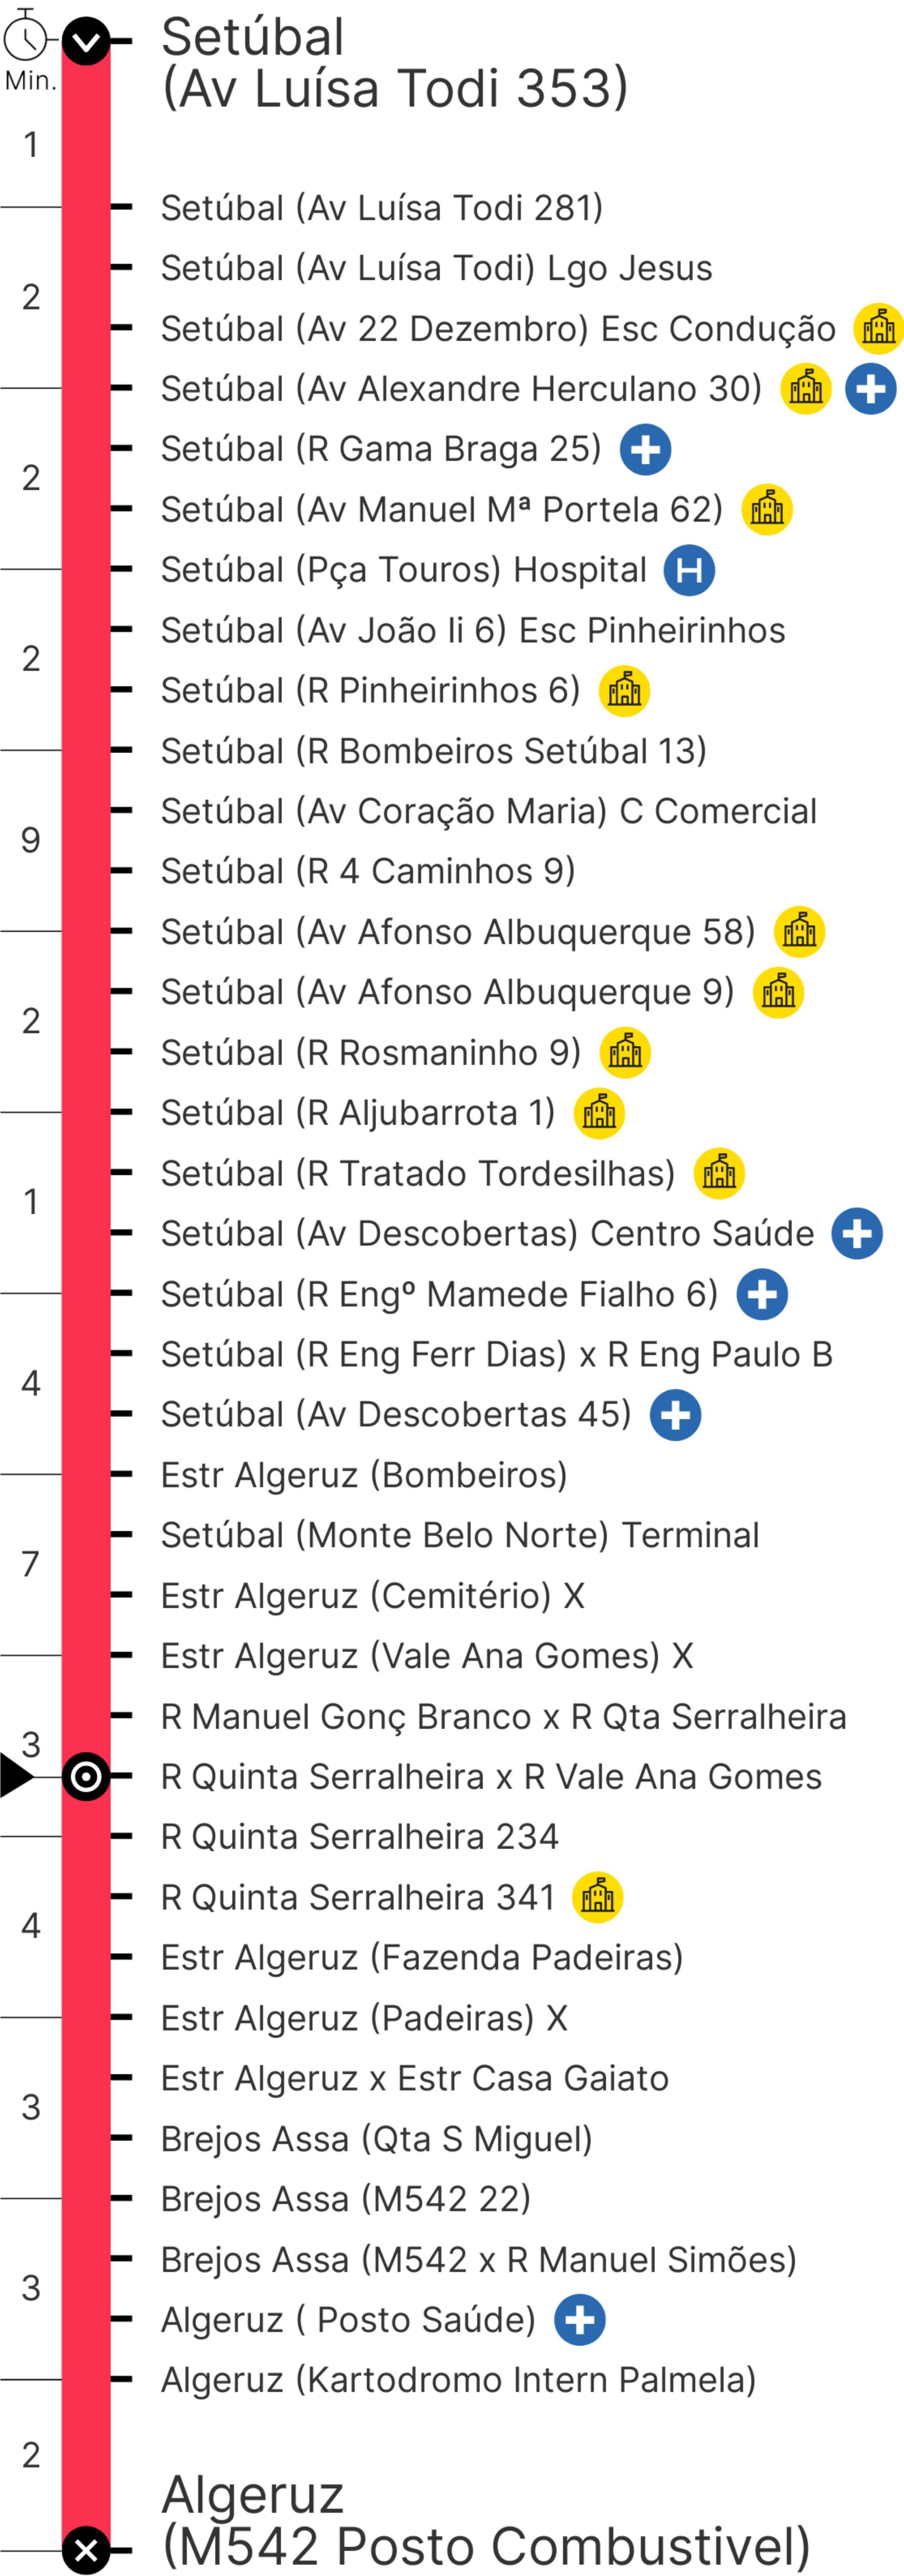 Min.
Setúbal
(Av Luísa Todi 353)
1
Setúbal (Av Luísa Todi 281)
Setúbal (Av Luísa Todi) Lgo Jesus
2
Setúbal (Av 22 Dezembro) Esc Condução
Setúbal (Av Alexandre Herculano 30)
Setúbal (R Gama Braga 25)
2
Setúbal (Av Manuel Mª Portela 62)
Setúbal (Pça Touros) Hospital H
Setúbal (Av João Ii 6) Esc Pinheirinhos
2
Setúbal (R Pinheirinhos 6)
Setúbal (R Bombeiros Setúbal 13)
Setúbal (Av Coração Maria) C Comercial
9
Setúbal (R 4 Caminhos 9)
Setúbal (Av Afonso Albuquerque 58)
Setúbal (Av Afonso Albuquerque 9)
2
Setúbal (R Rosmaninho 9)
Setúbal (R Aljubarrota 1)
Setúbal (R Tratado Tordesilhas)
1
Setúbal (Av Descobertas) Centro Saúde
Setúbal (R Engº Mamede Fialho 6)
Setúbal (R Eng Ferr Dias) x R Eng Paulo B
4
Setúbal (Av Descobertas 45)
Estr Algeruz (Bombeiros)
Setúbal (Monte Belo Norte) Terminal
7
Estr Algeruz (Cemitério) X
Estr Algeruz (Vale Ana Gomes) X
R Manuel Gonç Branco x R Qta Serralheira
3
R Quinta Serralheira x R Vale Ana Gomes
R Quinta Serralheira 234
R Quinta Serralheira 341
4
Estr Algeruz (Fazenda Padeiras)
Estr Algeruz (Padeiras) X
Estr Algeruz x Estr Casa Gaiato
3
Brejos Assa (Qta S Miguel)
Brejos Assa (M542 22)
Brejos Assa (M542 x R Manuel Simões)
3
Algeruz ( Posto Saúde)
Algeruz (Kartodromo Intern Palmela)
2
Algeruz
(M542 Posto Combustivel)